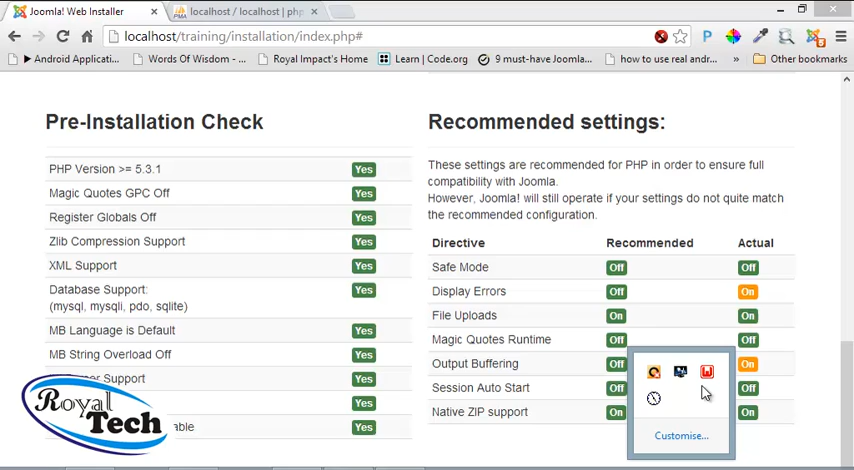 Joomla! Web Installer
localhost / localhost | php
localhost/training/installation/index.php#
Android Application
Words Of Wisdom - ...
Royal Impact's Home
Learn | Code.org
9 must-have Joomla...
how to use real andr...
»
Other bookmarks
Pre-Installation Check
PHP Version >= 5.3.1 Yes
Magic Quotes GPC Off Yes
Register Globals Off Yes
Zlib Compression Support Yes
XML Support Yes
Database Support: Yes
(mysql, mysqli, pdo, sqlite)
MB Language is Default Yes
MB String Overload Off Yes
Support Yes
Yes
able Yes
Royal
Tech
Recommended settings:
These settings are recommended for PHP in order to ensure full
compatibility with Joomla.
However, Joomla! will still operate if your settings do not quite match
the recommended configuration.
Directive Recommended Actual
Safe Mode Off Off
Display Errors Off On
File Uploads On On
Magic Quotes Runtime Off Off
Output Buffering Off On
Session Auto Start Off Off
Native ZIP support On On
Customise...